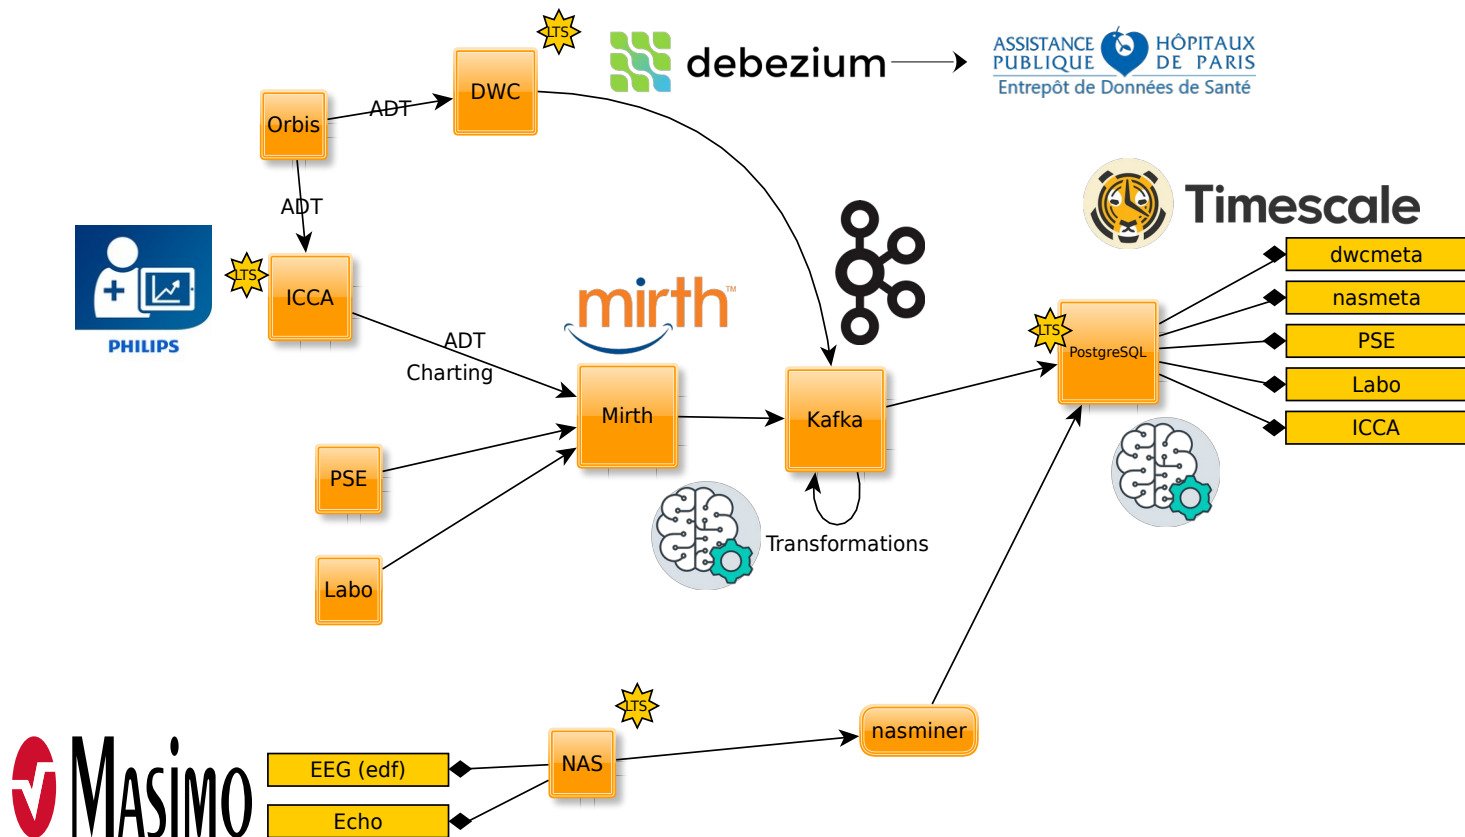 LTS
debezium
ASSISTANCE PUBLIQUE HÔPITAUX DE PARIS
Entrepôt de Données de Santé
DWC
Orbis
ADT
ADT
Timescale
PHILIPS
LTS
ICCA
mirth™
ADT
Charting
Mirth
Kafka
Transformations
LTS
PostgreSQL
dwcmeta
nasmeta
PSE
Labo
ICCA
PSE
Labo
LTS
nasminer
NAS
MASIMO
EEG (edf)
Echo